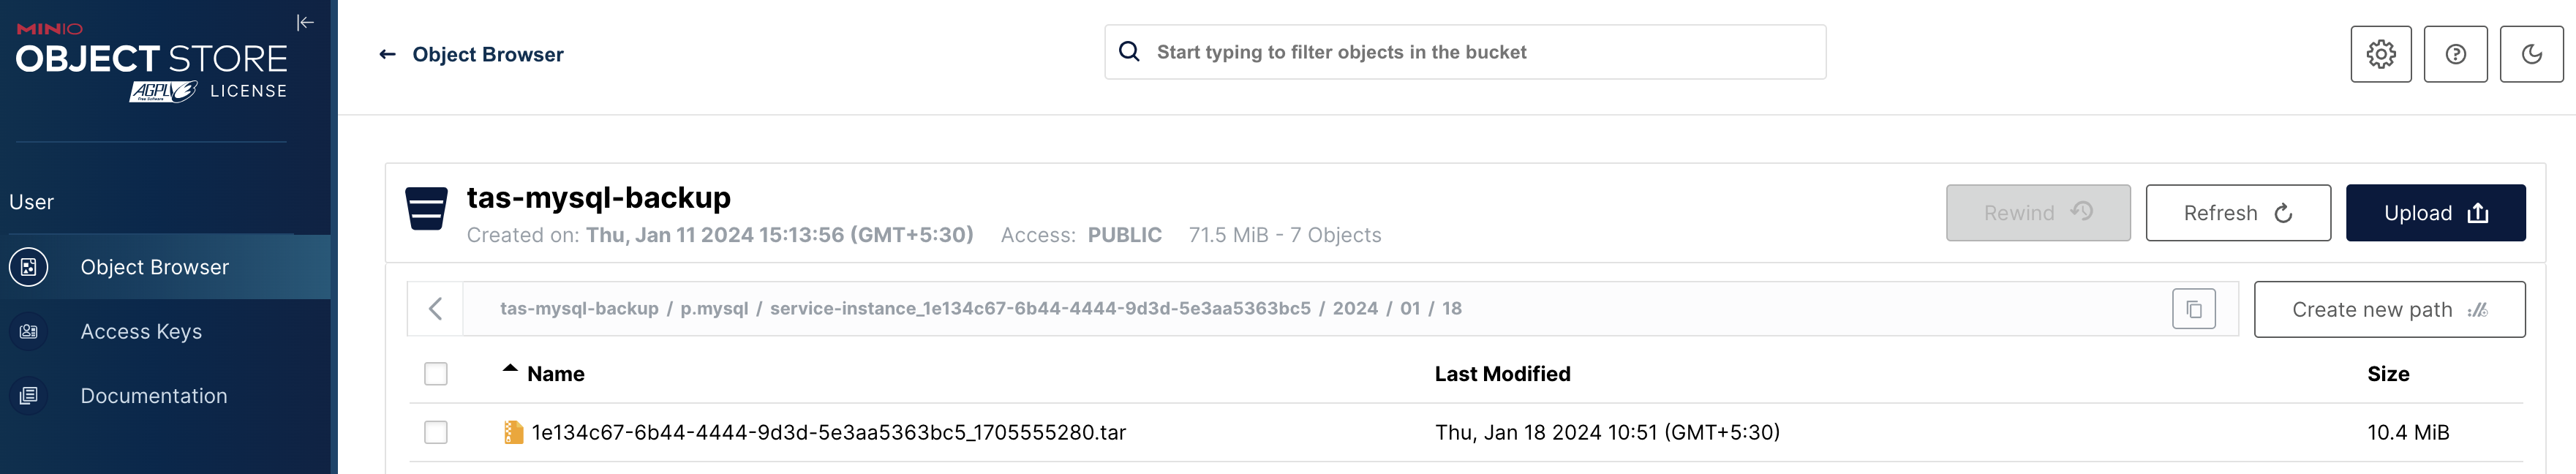 MINIO
OBJECT STORE
AGPLv3 LICENSE
Free Software
User
Object Browser
Access Keys
Documentation
Object Browser
Start typing to filter objects in the bucket
tas-mysql-backup
Created on: Thu, Jan 11 2024 15:13:56 (GMT+5:30) Access: PUBLIC 71.5 MiB - 7 Objects
Rewind Refresh Upload
tas-mysql-backup / p.mysql / service-instance_1e134c67-6b44-4444-9d3d-5e3aa5363bc5 / 2024 / 01 / 18
Create new path
Name Last Modified Size
1e134c67-6b44-4444-9d3d-5e3aa5363bc5_1705555280.tar Thu, Jan 18 2024 10:51 (GMT+5:30) 10.4 MiB